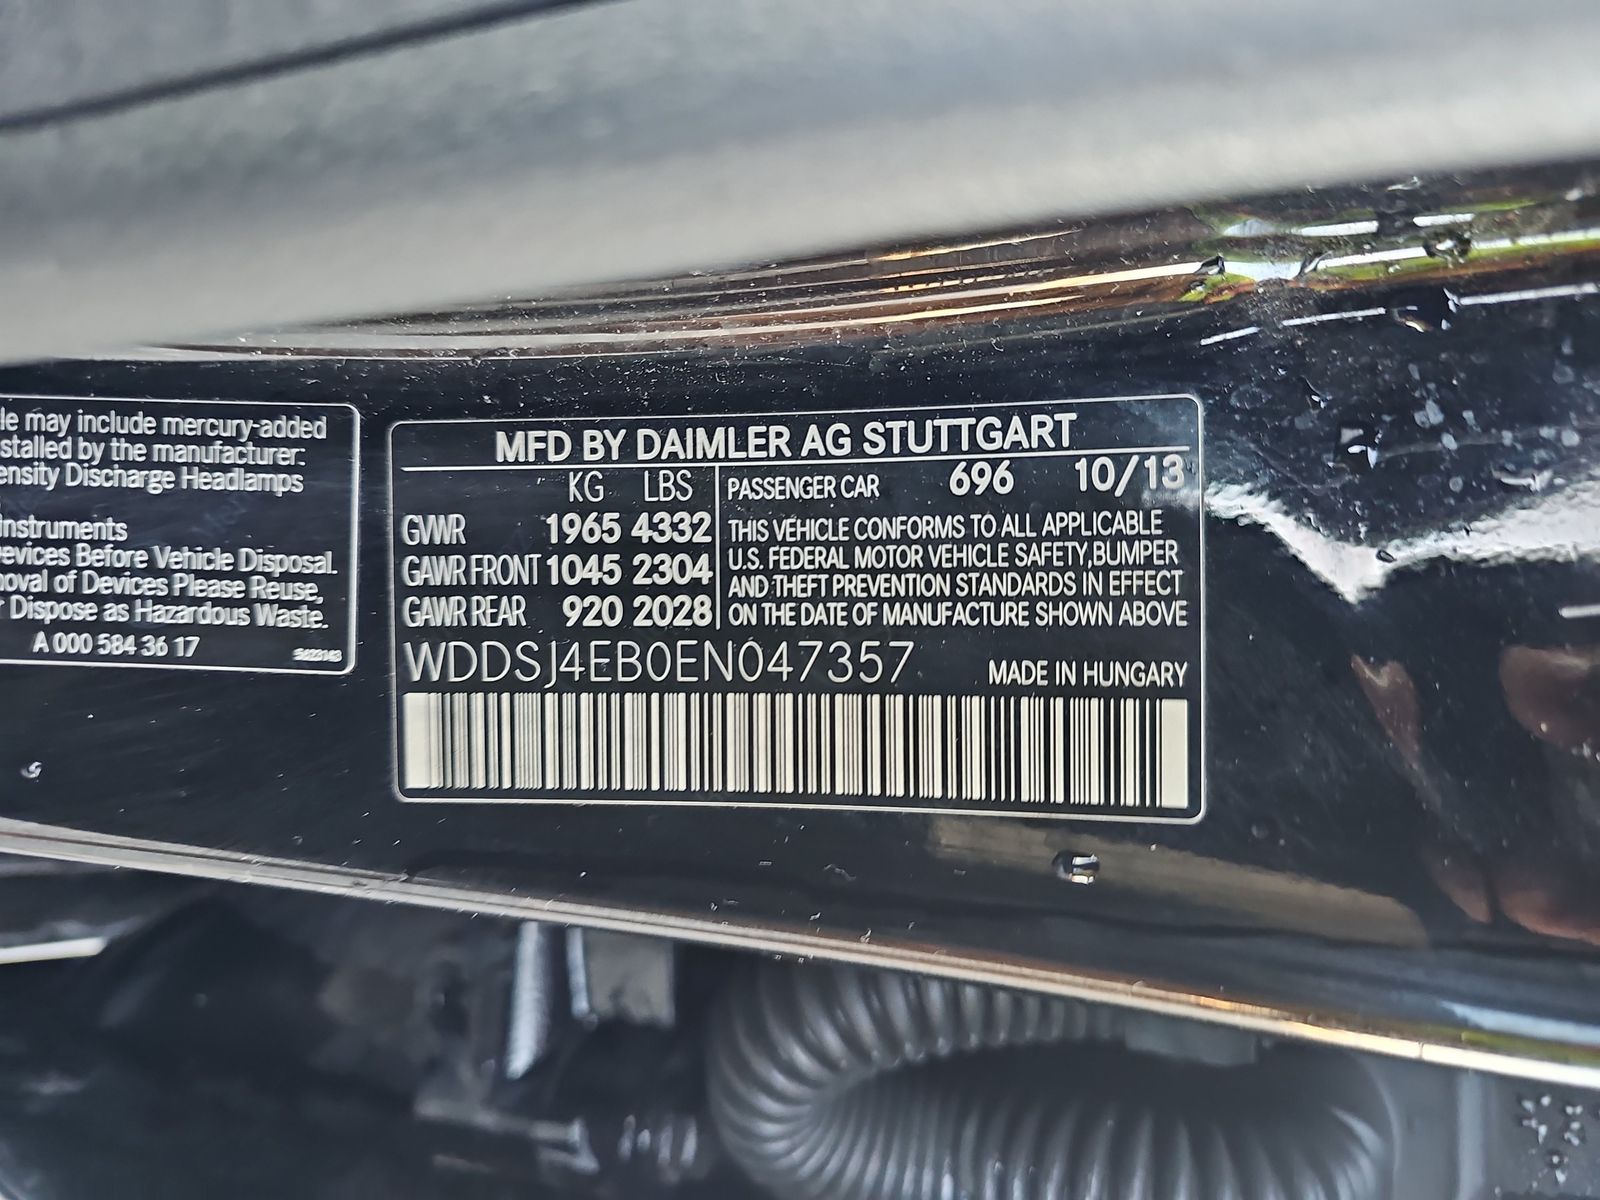 le may include mercury-added
stalled by the manufacturer:
ensity Discharge Headlamps
instruments
evices Before Vehicle Disposal.
oval of Devices Please Reuse,
r Dispose as Hazardous Waste.
A 000 584 36 17
MFD BY DAIMLER AG STUTTGART
KG LBS
GVWR 1965 4332
GAWR FRONT 1045 2304
GAWR REAR 920 2028
PASSENGER CAR 696 10/13
THIS VEHICLE CONFORMS TO ALL APPLICABLE
U.S. FEDERAL MOTOR VEHICLE SAFETY,BUMPER
AND THEFT PREVENTION STANDARDS IN EFFECT
ON THE DATE OF MANUFACTURE SHOWN ABOVE
WDDSJ4EB0EN047357 MADE IN HUNGARY